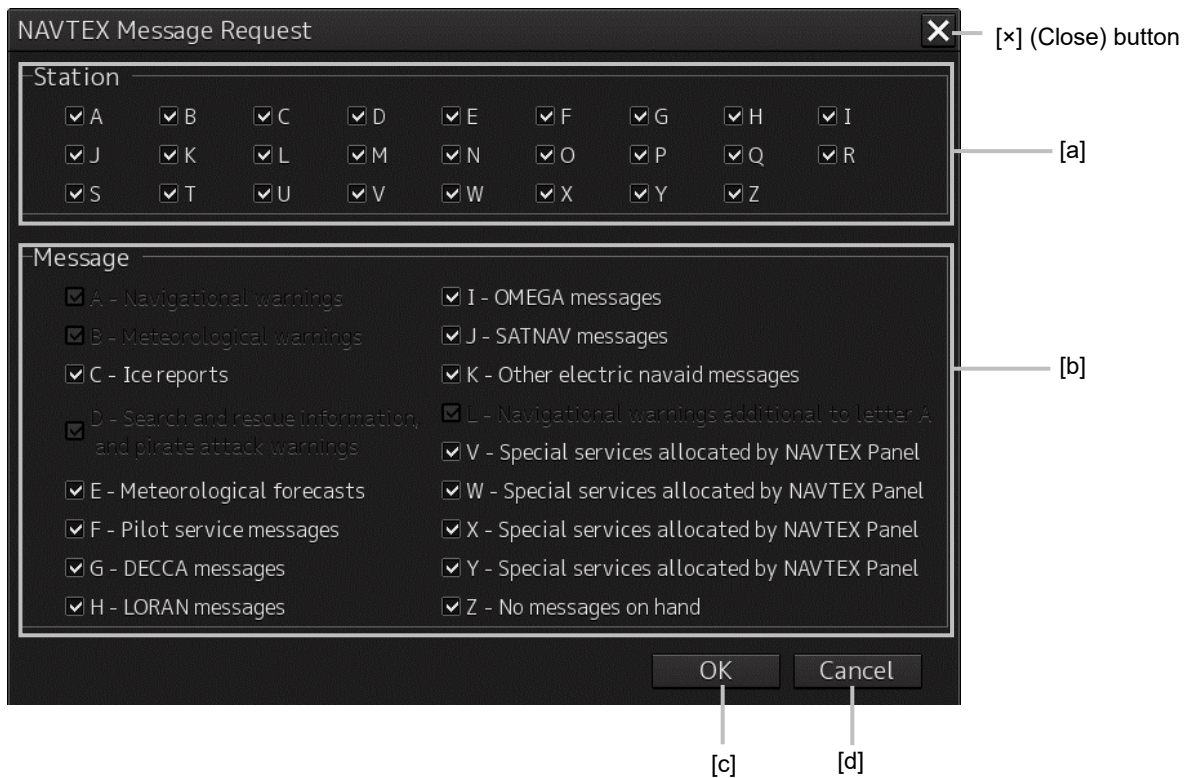 NAVTEX Message Request
[×] (Close) button
Station
A B C D E F G H I
J K L M N O P Q R
[a]
S T U V W X Y Z
Message
A - Navigational warnings
B - Meteorological warnings
C - Ice reports
D - Search and rescue information,
and pirate attack warnings
E - Meteorological forecasts
F - Pilot service messages
G - DECCA messages
H - LORAN messages
I - OMEGA messages
J - SATNAV messages
K - Other electric navaid messages
[b]
L - Navigational warnings additional to letter A
V - Special services allocated by NAVTEX Panel
W - Special services allocated by NAVTEX Panel
X - Special services allocated by NAVTEX Panel
Y - Special services allocated by NAVTEX Panel
Z - No messages on hand
OK Cancel
[c] [d]